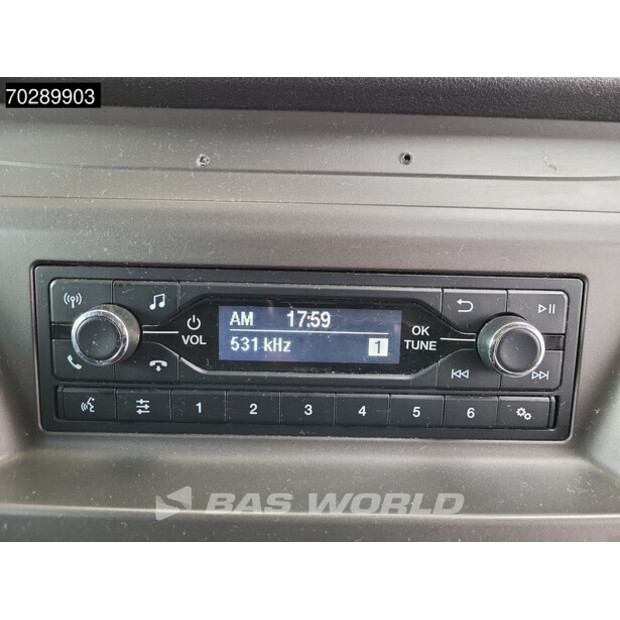 70289903
AM 17:59
531 kHz 1
VOL
OK
TUNE
1 2 3 4 5 6
BAS WORLD